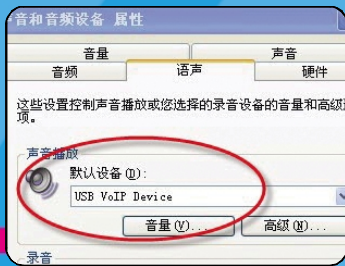 声音和音频设备 属性
音量 声音
音频 语声 硬件
这些设置控制声音播放或您选择的录音设备的音量和高级选
项。
声音播放
默认设备(D):
USB VoIP Device
音量(V)... 高级(N)...
录音